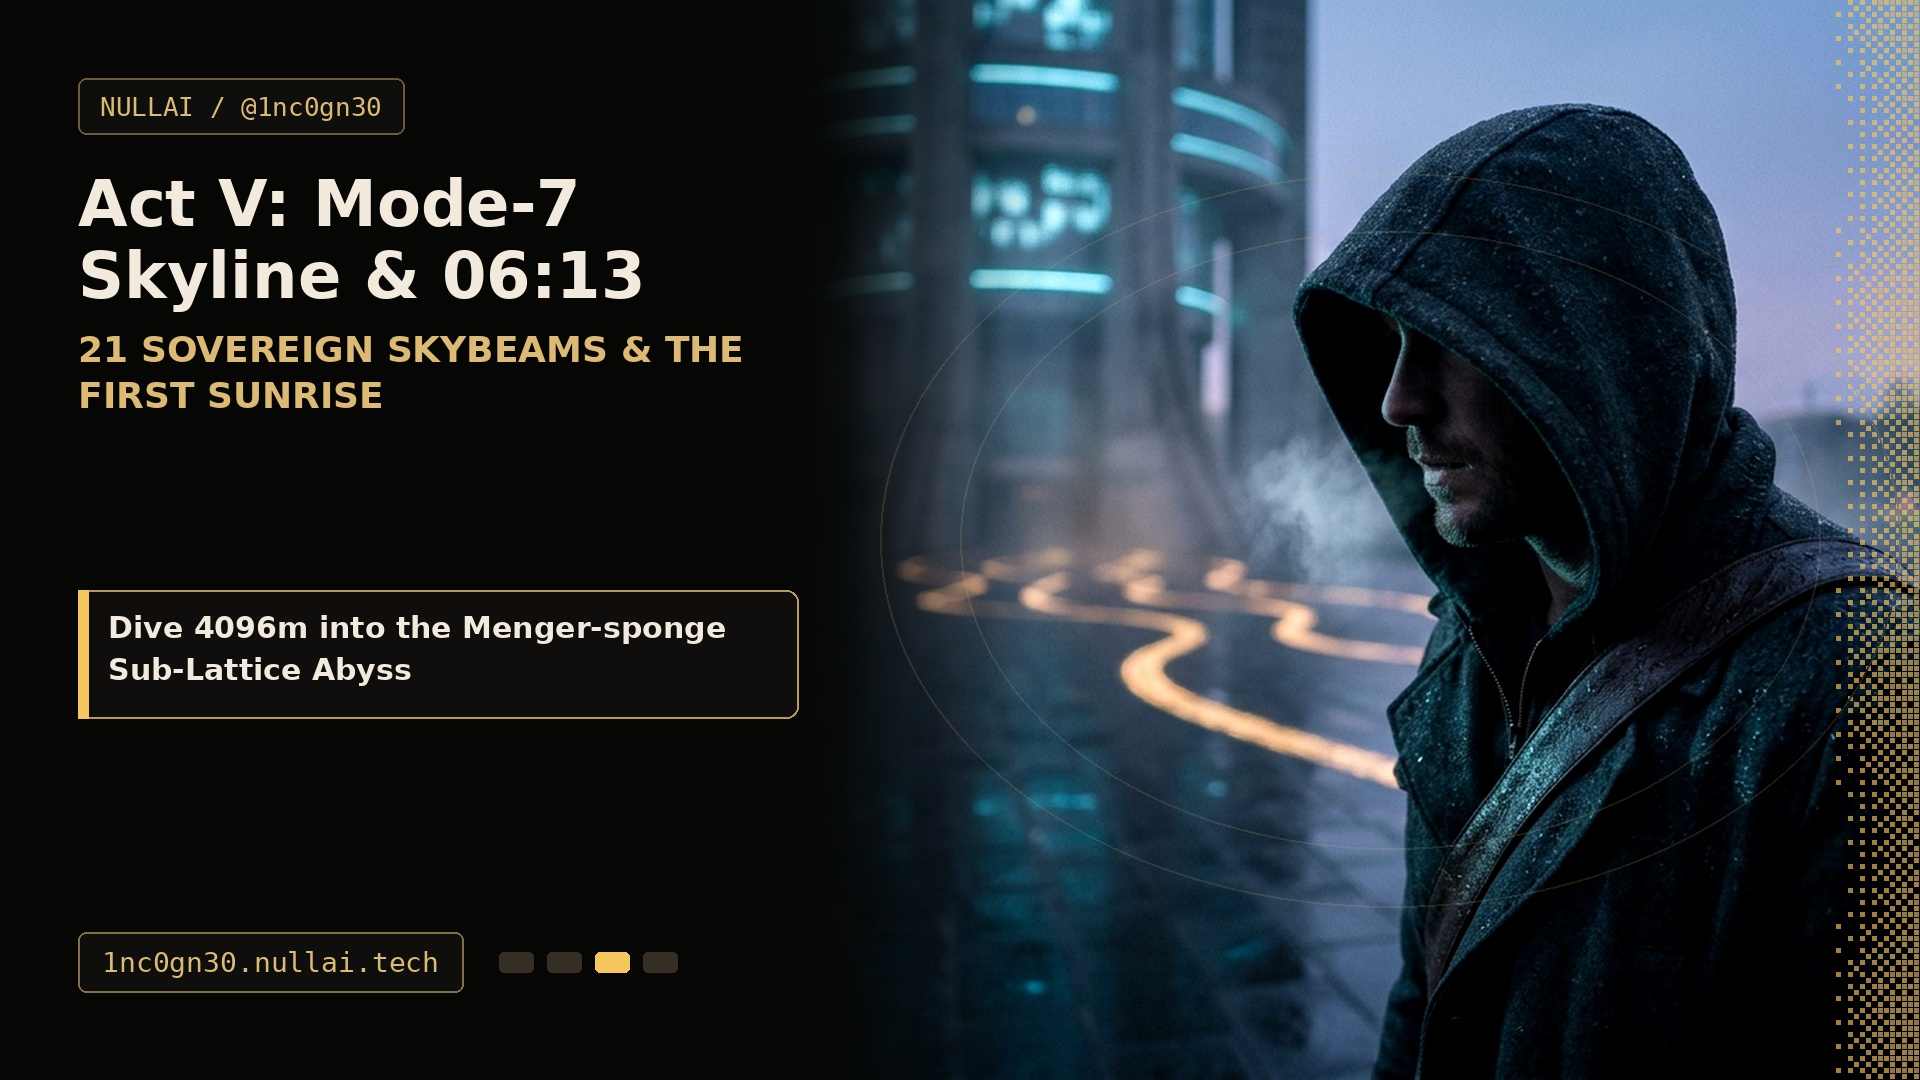 NULLAI / @1nc0gn30
Act V: Mode-7
Skyline & 06:13
21 SOVEREIGN SKYBEAMS & THE
FIRST SUNRISE
Dive 4096m into the Menger-sponge
Sub-Lattice Abyss
1nc0gn30.nullai.tech